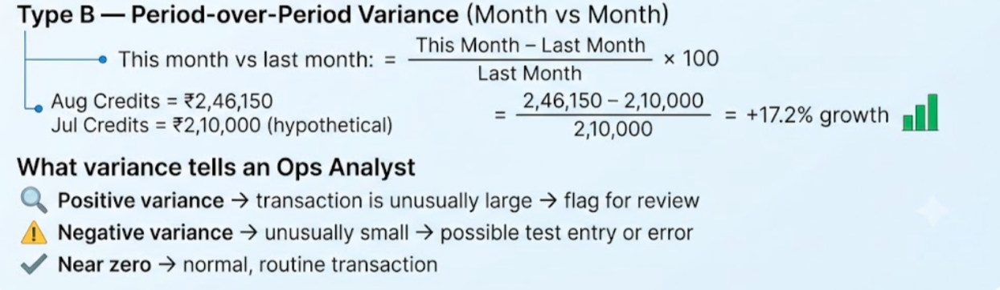 Type B — Period-over-Period Variance (Month vs Month)
This month vs last month: = This Month – Last Month / Last Month × 100
Aug Credits = ₹2,46,150
Jul Credits = ₹2,10,000 (hypothetical)
= 2,46,150 – 2,10,000 / 2,10,000 = +17.2% growth
What variance tells an Ops Analyst
Positive variance → transaction is unusually large → flag for review
Negative variance → unusually small → possible test entry or error
Near zero → normal, routine transaction